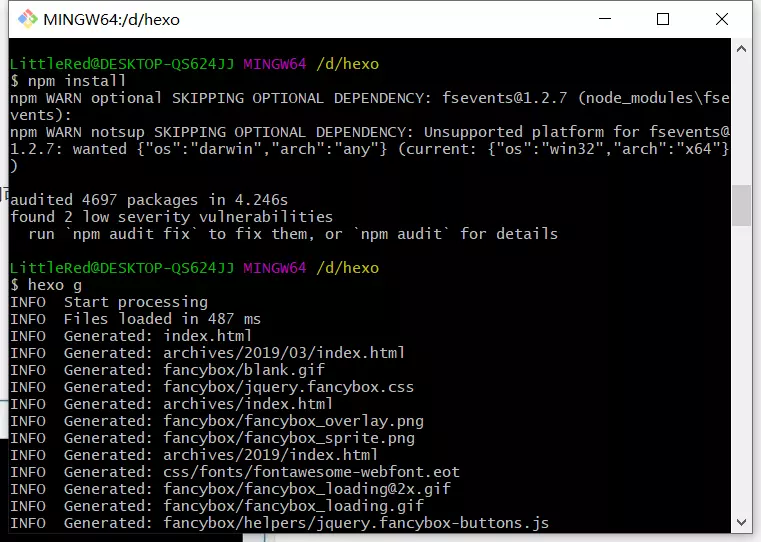 MINGW64:/d/hexo
LittleRed@DESKTOP-QS624JJ MINGW64 /d/hexo
$ npm install
npm WARN optional SKIPPING OPTIONAL DEPENDENCY: fsevents@1.2.7 (node_modules\fse
vents):
npm WARN notsup SKIPPING OPTIONAL DEPENDENCY: Unsupported platform for fsevents@
1.2.7: wanted {"os":"darwin","arch":"any"} (current: {"os":"win32","arch":"x64"}
)
audited 4697 packages in 4.246s
found 2 low severity vulnerabilities
  run `npm audit fix` to fix them, or `npm audit` for details
LittleRed@DESKTOP-QS624JJ MINGW64 /d/hexo
$ hexo g
INFO  Start processing
INFO  Files loaded in 487 ms
INFO  Generated: index.html
INFO  Generated: archives/2019/03/index.html
INFO  Generated: fancybox/blank.gif
INFO  Generated: fancybox/jquery.fancybox.css
INFO  Generated: archives/index.html
INFO  Generated: fancybox/fancybox_overlay.png
INFO  Generated: fancybox/fancybox_sprite.png
INFO  Generated: archives/2019/index.html
INFO  Generated: css/fonts/fontawesome-webfont.eot
INFO  Generated: fancybox/fancybox_loading@2x.gif
INFO  Generated: fancybox/fancybox_loading.gif
INFO  Generated: fancybox/helpers/jquery.fancybox-buttons.js